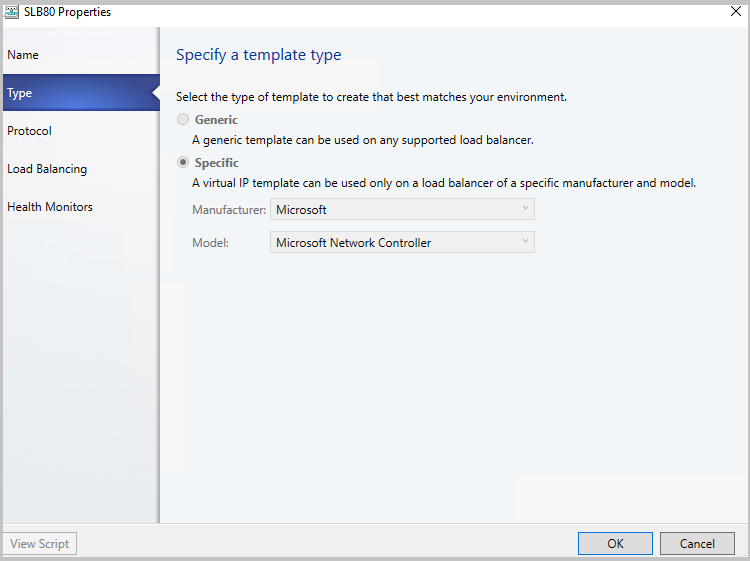 SLB80 Properties
Name
Type
Protocol
Load Balancing
Health Monitors
Specify a template type
Select the type of template to create that best matches your environment.
Generic
A generic template can be used on any supported load balancer.
Specific
A virtual IP template can be used only on a load balancer of a specific manufacturer and model.
Manufacturer: Microsoft
Model: Microsoft Network Controller
View Script
OK
Cancel